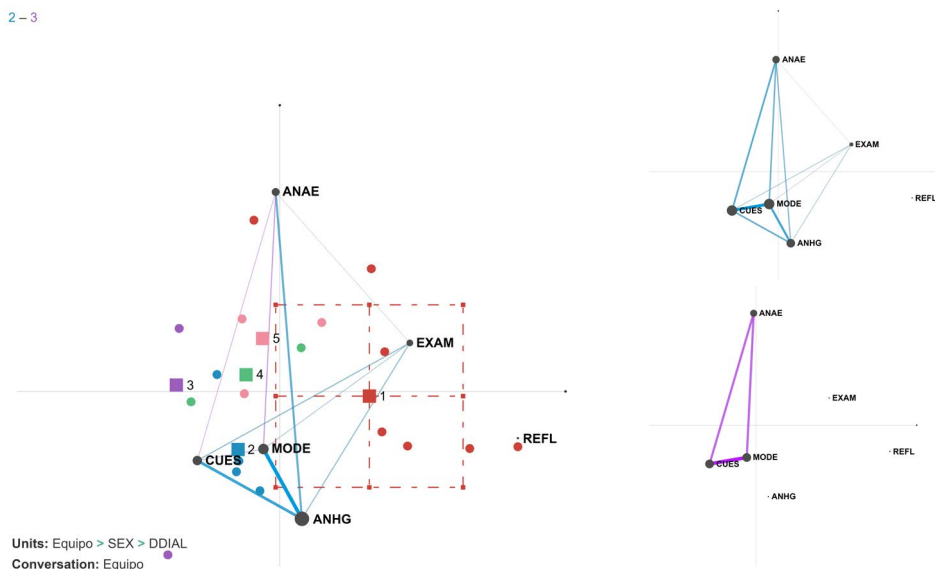 2 – 3
ANAE
5
EXAM
4
3
1
REFL
2
MODE
CUES
ANHG
Units: Equipo > SEX > DDIAL
Conversation: Equipo
ANAE
EXAM
REFL
MODE
CUES
ANHG
ANAE
EXAM
REFL
MODE
CUES
ANHG